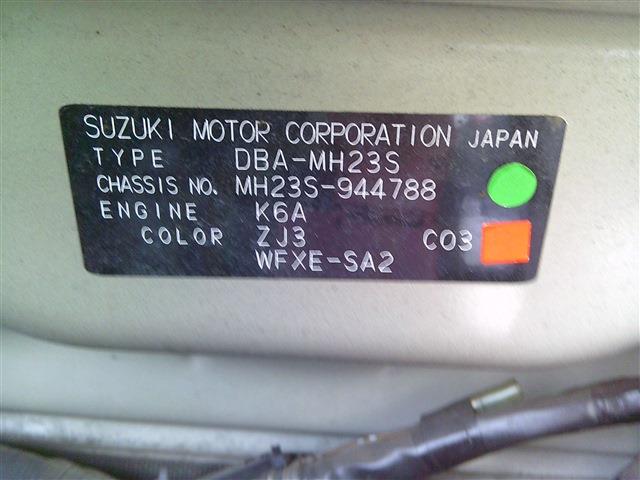 SUZUKI MOTOR CORPORATION JAPAN
TYPE DBA-MH23S
CHASSIS NO. MH23S-944788
ENGINE K6A
COLOR ZJ3 C03
WFXE-SA2